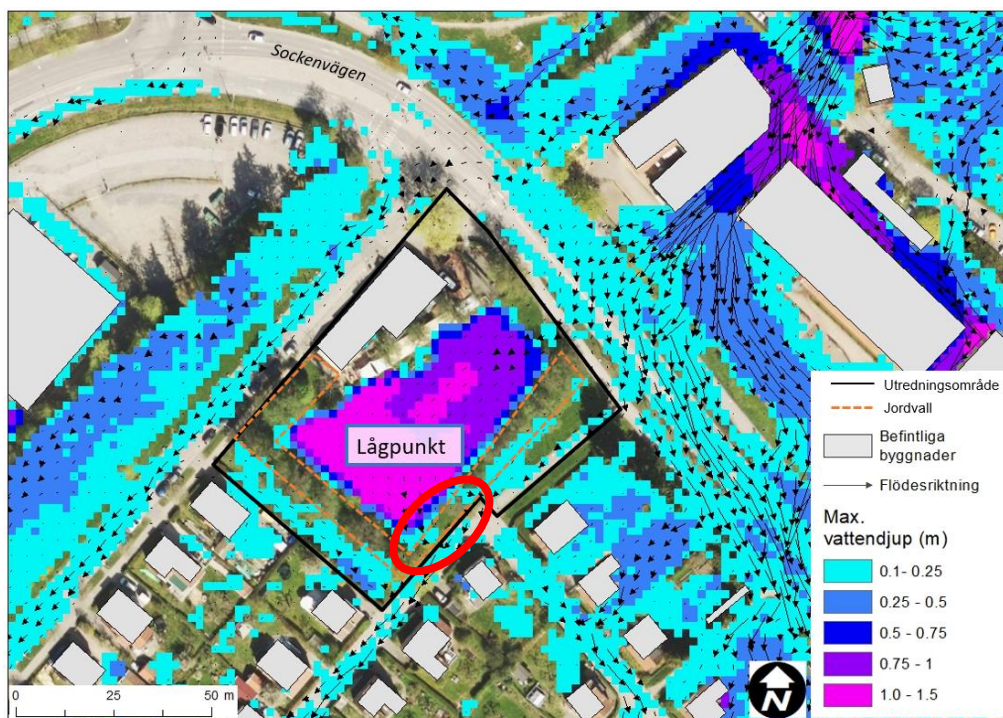 Sockenvägen
Lågpunkt
Utredningsområde
Jordvall
Befintliga
byggnader
Flödesriktning
Max.
vattendjup (m)
0.1- 0.25
0.25 - 0.5
0.5 - 0.75
0.75 - 1
1.0 - 1.5
0 25 50 m
N